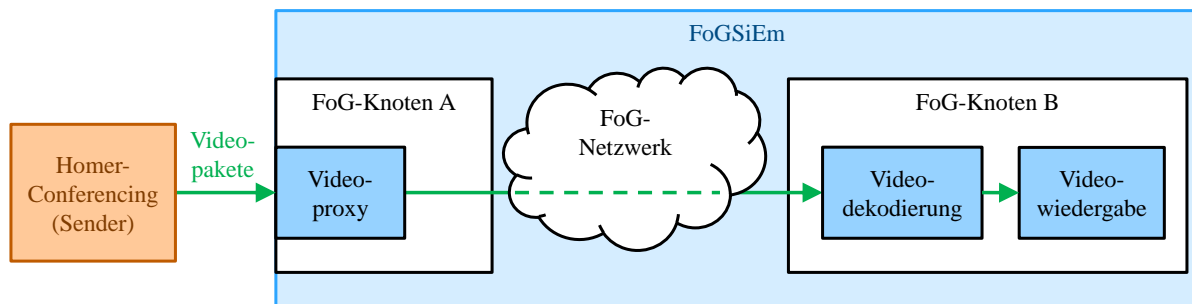 FoGSiEm
FoG-Knoten A
FoG-
Netzwerk
FoG-Knoten B
Homer-
Conferencing
(Sender)
Video-
pakete
Video-
proxy
Video-
dekodierung
Video-
wiedergabe